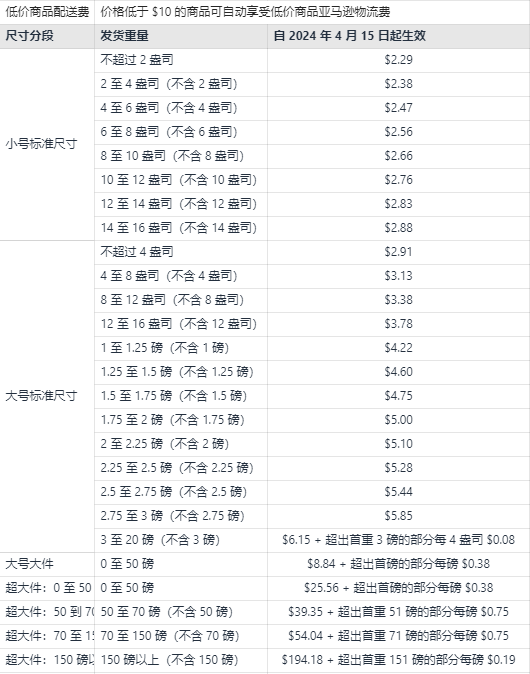 低价商品配送费 价格低于 $10 的商品可自动享受低价商品亚马逊物流费
尺寸分段 发货重量 自 2024 年 4 月 15 日起生效
小号标准尺寸
不超过 2 盎司 $2.29
2 至 4 盎司（不含 2 盎司） $2.38
4 至 6 盎司（不含 4 盎司） $2.47
6 至 8 盎司（不含 6 盎司） $2.56
8 至 10 盎司（不含 8 盎司） $2.66
10 至 12 盎司（不含 10 盎司） $2.76
12 至 14 盎司（不含 12 盎司） $2.83
14 至 16 盎司（不含 14 盎司） $2.88
大号标准尺寸
不超过 4 盎司 $2.91
4 至 8 盎司（不含 4 盎司） $3.13
8 至 12 盎司（不含 8 盎司） $3.38
12 至 16 盎司（不含 12 盎司） $3.78
1 至 1.25 磅（不含 1 磅） $4.22
1.25 至 1.5 磅（不含 1.25 磅） $4.60
1.5 至 1.75 磅（不含 1.5 磅） $4.75
1.75 至 2 磅（不含 1.75 磅） $5.00
2 至 2.25 磅（不含 2 磅） $5.10
2.25 至 2.5 磅（不含 2.25 磅） $5.28
2.5 至 2.75 磅（不含 2.5 磅） $5.44
2.75 至 3 磅（不含 2.75 磅） $5.85
3 至 20 磅（不含 3 磅） $6.15 + 超出首重 3 磅的部分每 4 盎司 $0.08
大号大件 0 至 50 磅 $8.84 + 超出首磅的部分每磅 $0.38
超大件：0 至 50 0 至 50 磅 $25.56 + 超出首磅的部分每磅 $0.38
超大件：50 到 70 50 至 70 磅（不含 50 磅） $39.35 + 超出首重 51 磅的部分每磅 $0.75
超大件：70 至 15 70 至 150 磅（不含 70 磅） $54.04 + 超出首重 71 磅的部分每磅 $0.75
超大件：150 磅以 150 磅以上（不含 150 磅） $194.18 + 超出首重 151 磅的部分每磅 $0.19